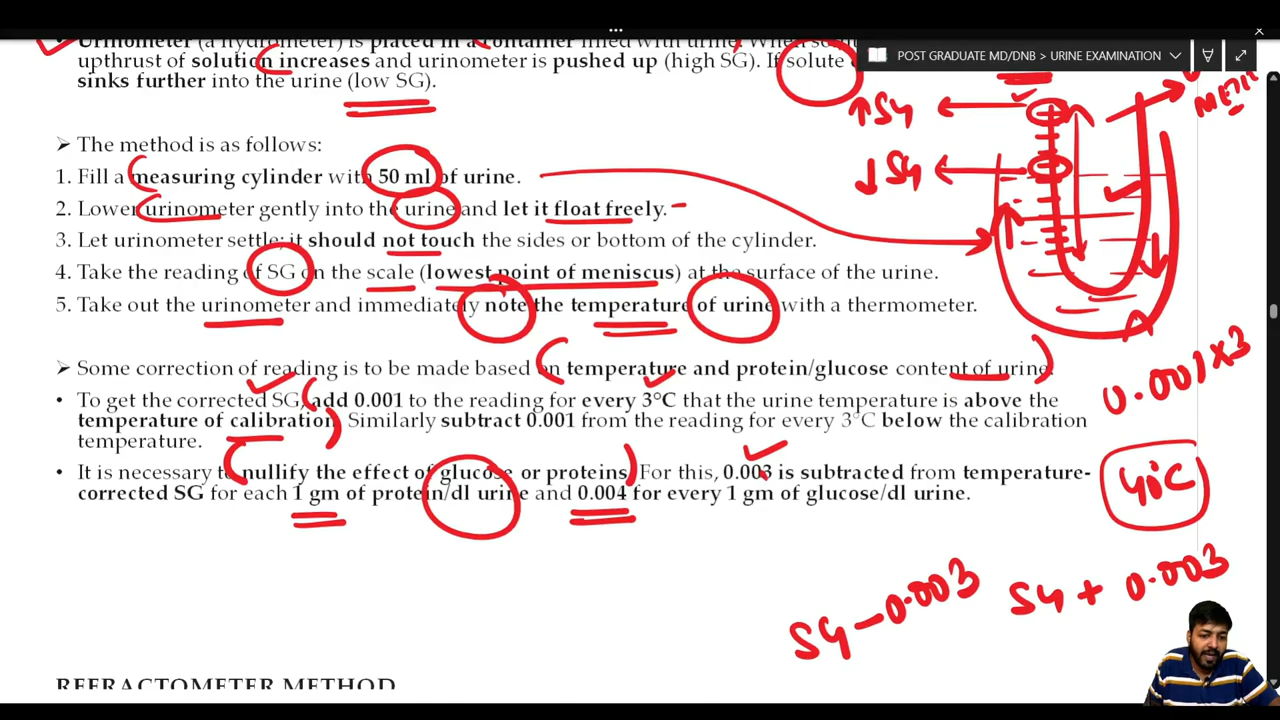 ...
×
Urinometer (a hydrometer) is placed in a container filled with urine. When
upthrust of solution increases and urinometer is pushed up (high SG). If solute
sinks further into the urine (low SG).
POST GRADUATE MD/DNB > URINE EXAMINATION
↑SG
↓SG
➢ The method is as follows:
1. Fill a measuring cylinder with 50 ml of urine.
2. Lower urinometer gently into the urine and let it float freely.
3. Let urinometer settle; it should not touch the sides or bottom of the cylinder.
4. Take the reading of SG on the scale (lowest point of meniscus) at the surface of the urine.
5. Take out the urinometer and immediately note the temperature of urine with a thermometer.
➢ Some correction of reading is to be made based on temperature and protein/glucose content of urine.
• To get the corrected SG, add 0.001 to the reading for every 3°C that the urine temperature is above the
temperature of calibration. Similarly subtract 0.001 from the reading for every 3°C below the calibration
temperature.
• It is necessary to nullify the effect of glucose or proteins. For this, 0.003 is subtracted from temperature-
corrected SG for each 1 gm of protein/dl urine and 0.004 for every 1 gm of glucose/dl urine.
0.001×3
SG-0.003
SG + 0.003
REFRACTOMETER METHOD